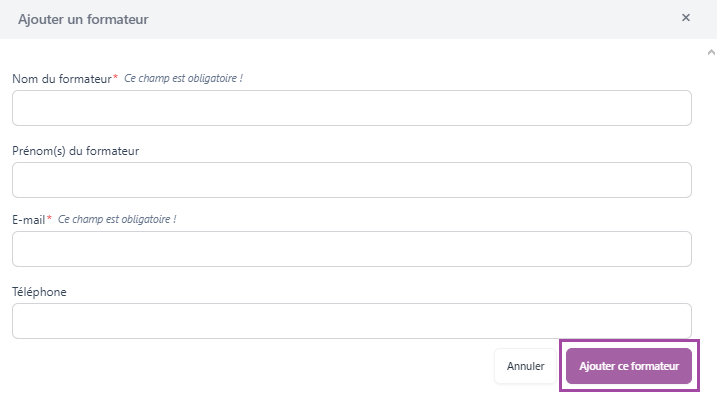 Ajouter un formateur
Nom du formateur* Ce champ est obligatoire !
Prénom(s) du formateur
E-mail* Ce champ est obligatoire !
Téléphone
Annuler Ajouter ce formateur